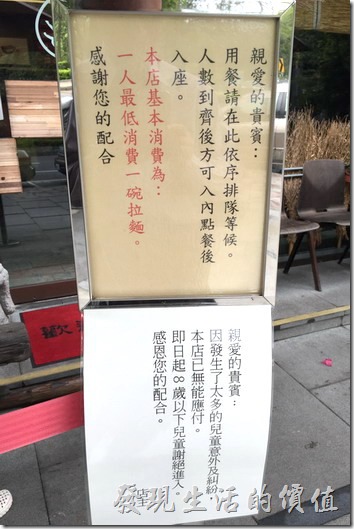 親愛的貴賓：
用餐請在此依序排隊等候。
人數到齊後方可入內點餐後
入座。
本店基本消費為：
一人最低消費一碗拉麵。
感謝您的配合
歡
親愛的貴賓：
因發生了太多的兒童意外及糾紛，
本店已無能應付。
即日起8歲以下兒童謝絕進入。
感恩您的配合。
發現生活的價值